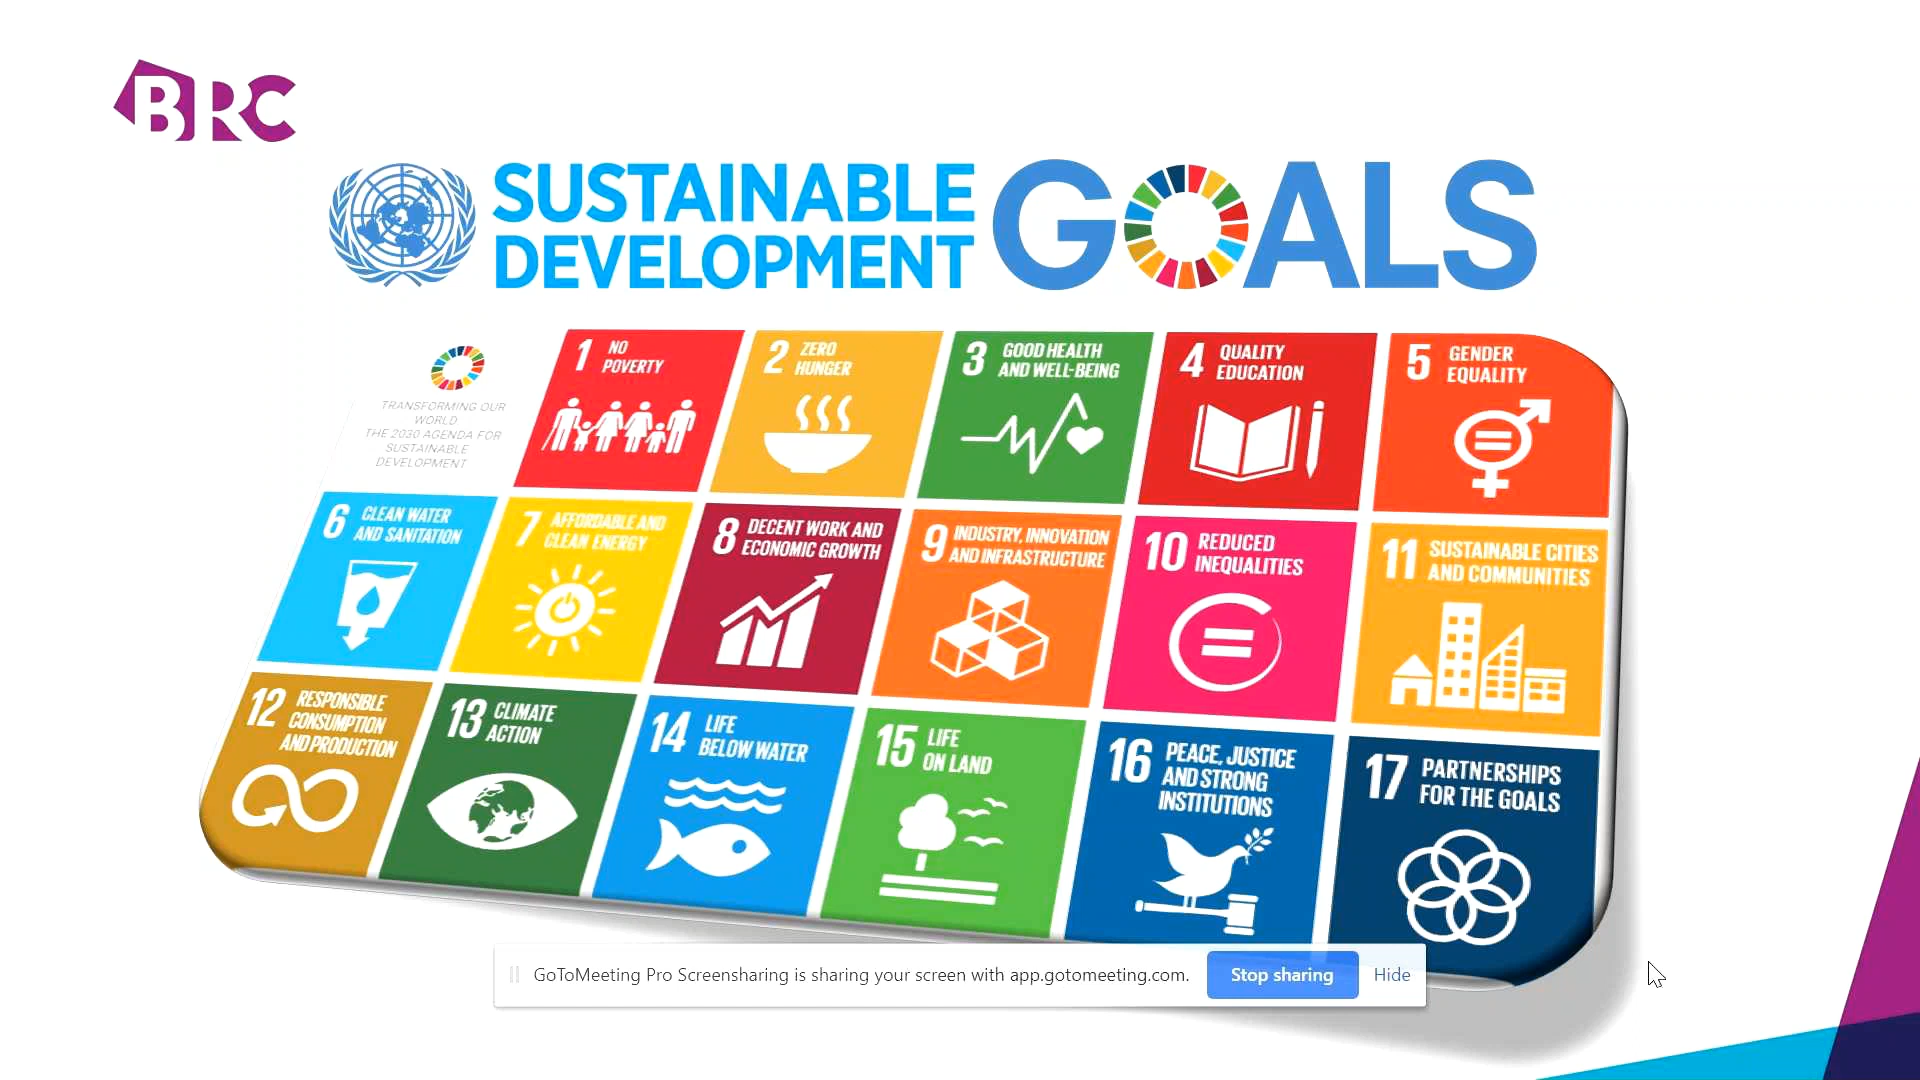 BRC
SUSTAINABLE
DEVELOPMENT
GOALS
TRANSFORMING OUR
WORLD
THE 2030 AGENDA FOR
SUSTAINABLE
DEVELOPMENT
1 NO
POVERTY
2 ZERO
HUNGER
3 GOOD HEALTH
AND WELL-BEING
4 QUALITY
EDUCATION
5 GENDER
EQUALITY
6 CLEAN WATER
AND SANITATION
7 AFFORDABLE AND
CLEAN ENERGY
8 DECENT WORK AND
ECONOMIC GROWTH
9 INDUSTRY, INNOVATION
AND INFRASTRUCTURE
10 REDUCED
INEQUALITIES
11 SUSTAINABLE CITIES
AND COMMUNITIES
12 RESPONSIBLE
CONSUMPTION
AND PRODUCTION
13 CLIMATE
ACTION
14 LIFE
BELOW WATER
15 LIFE
ON LAND
16 PEACE, JUSTICE
AND STRONG
INSTITUTIONS
17 PARTNERSHIPS
FOR THE GOALS
GoToMeeting Pro Screensharing is sharing your screen with app.gotomeeting.com. Stop sharing Hide